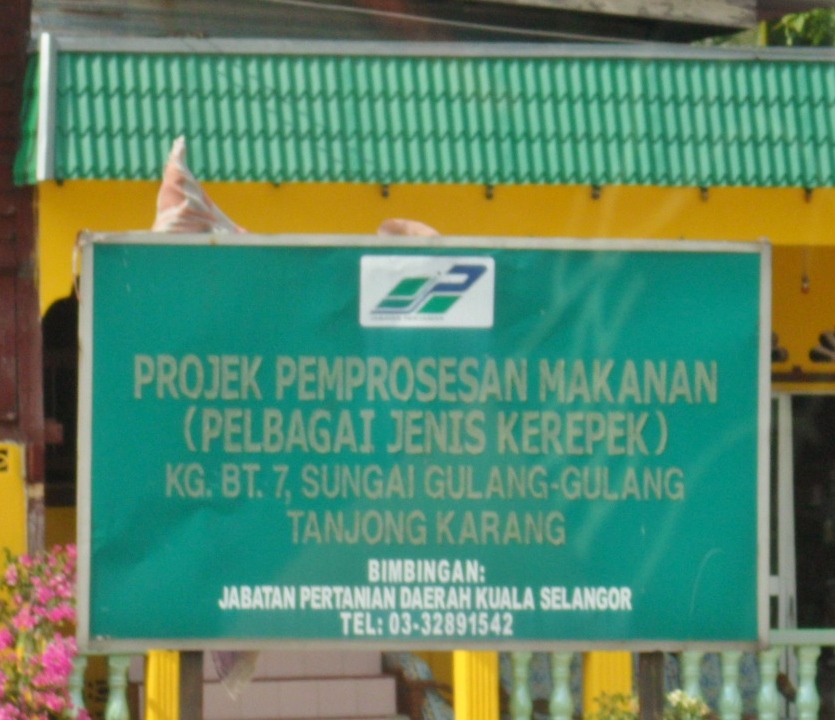 PROJEK PEMPROSESAN MAKANAN
(PELBAGAI JENIS KEREPEK)
KG. BT. 7, SUNGAI GULANG-GULANG
TANJONG KARANG
BIMBINGAN:
JABATAN PERTANIAN DAERAH KUALA SELANGOR
TEL: 03-32891542